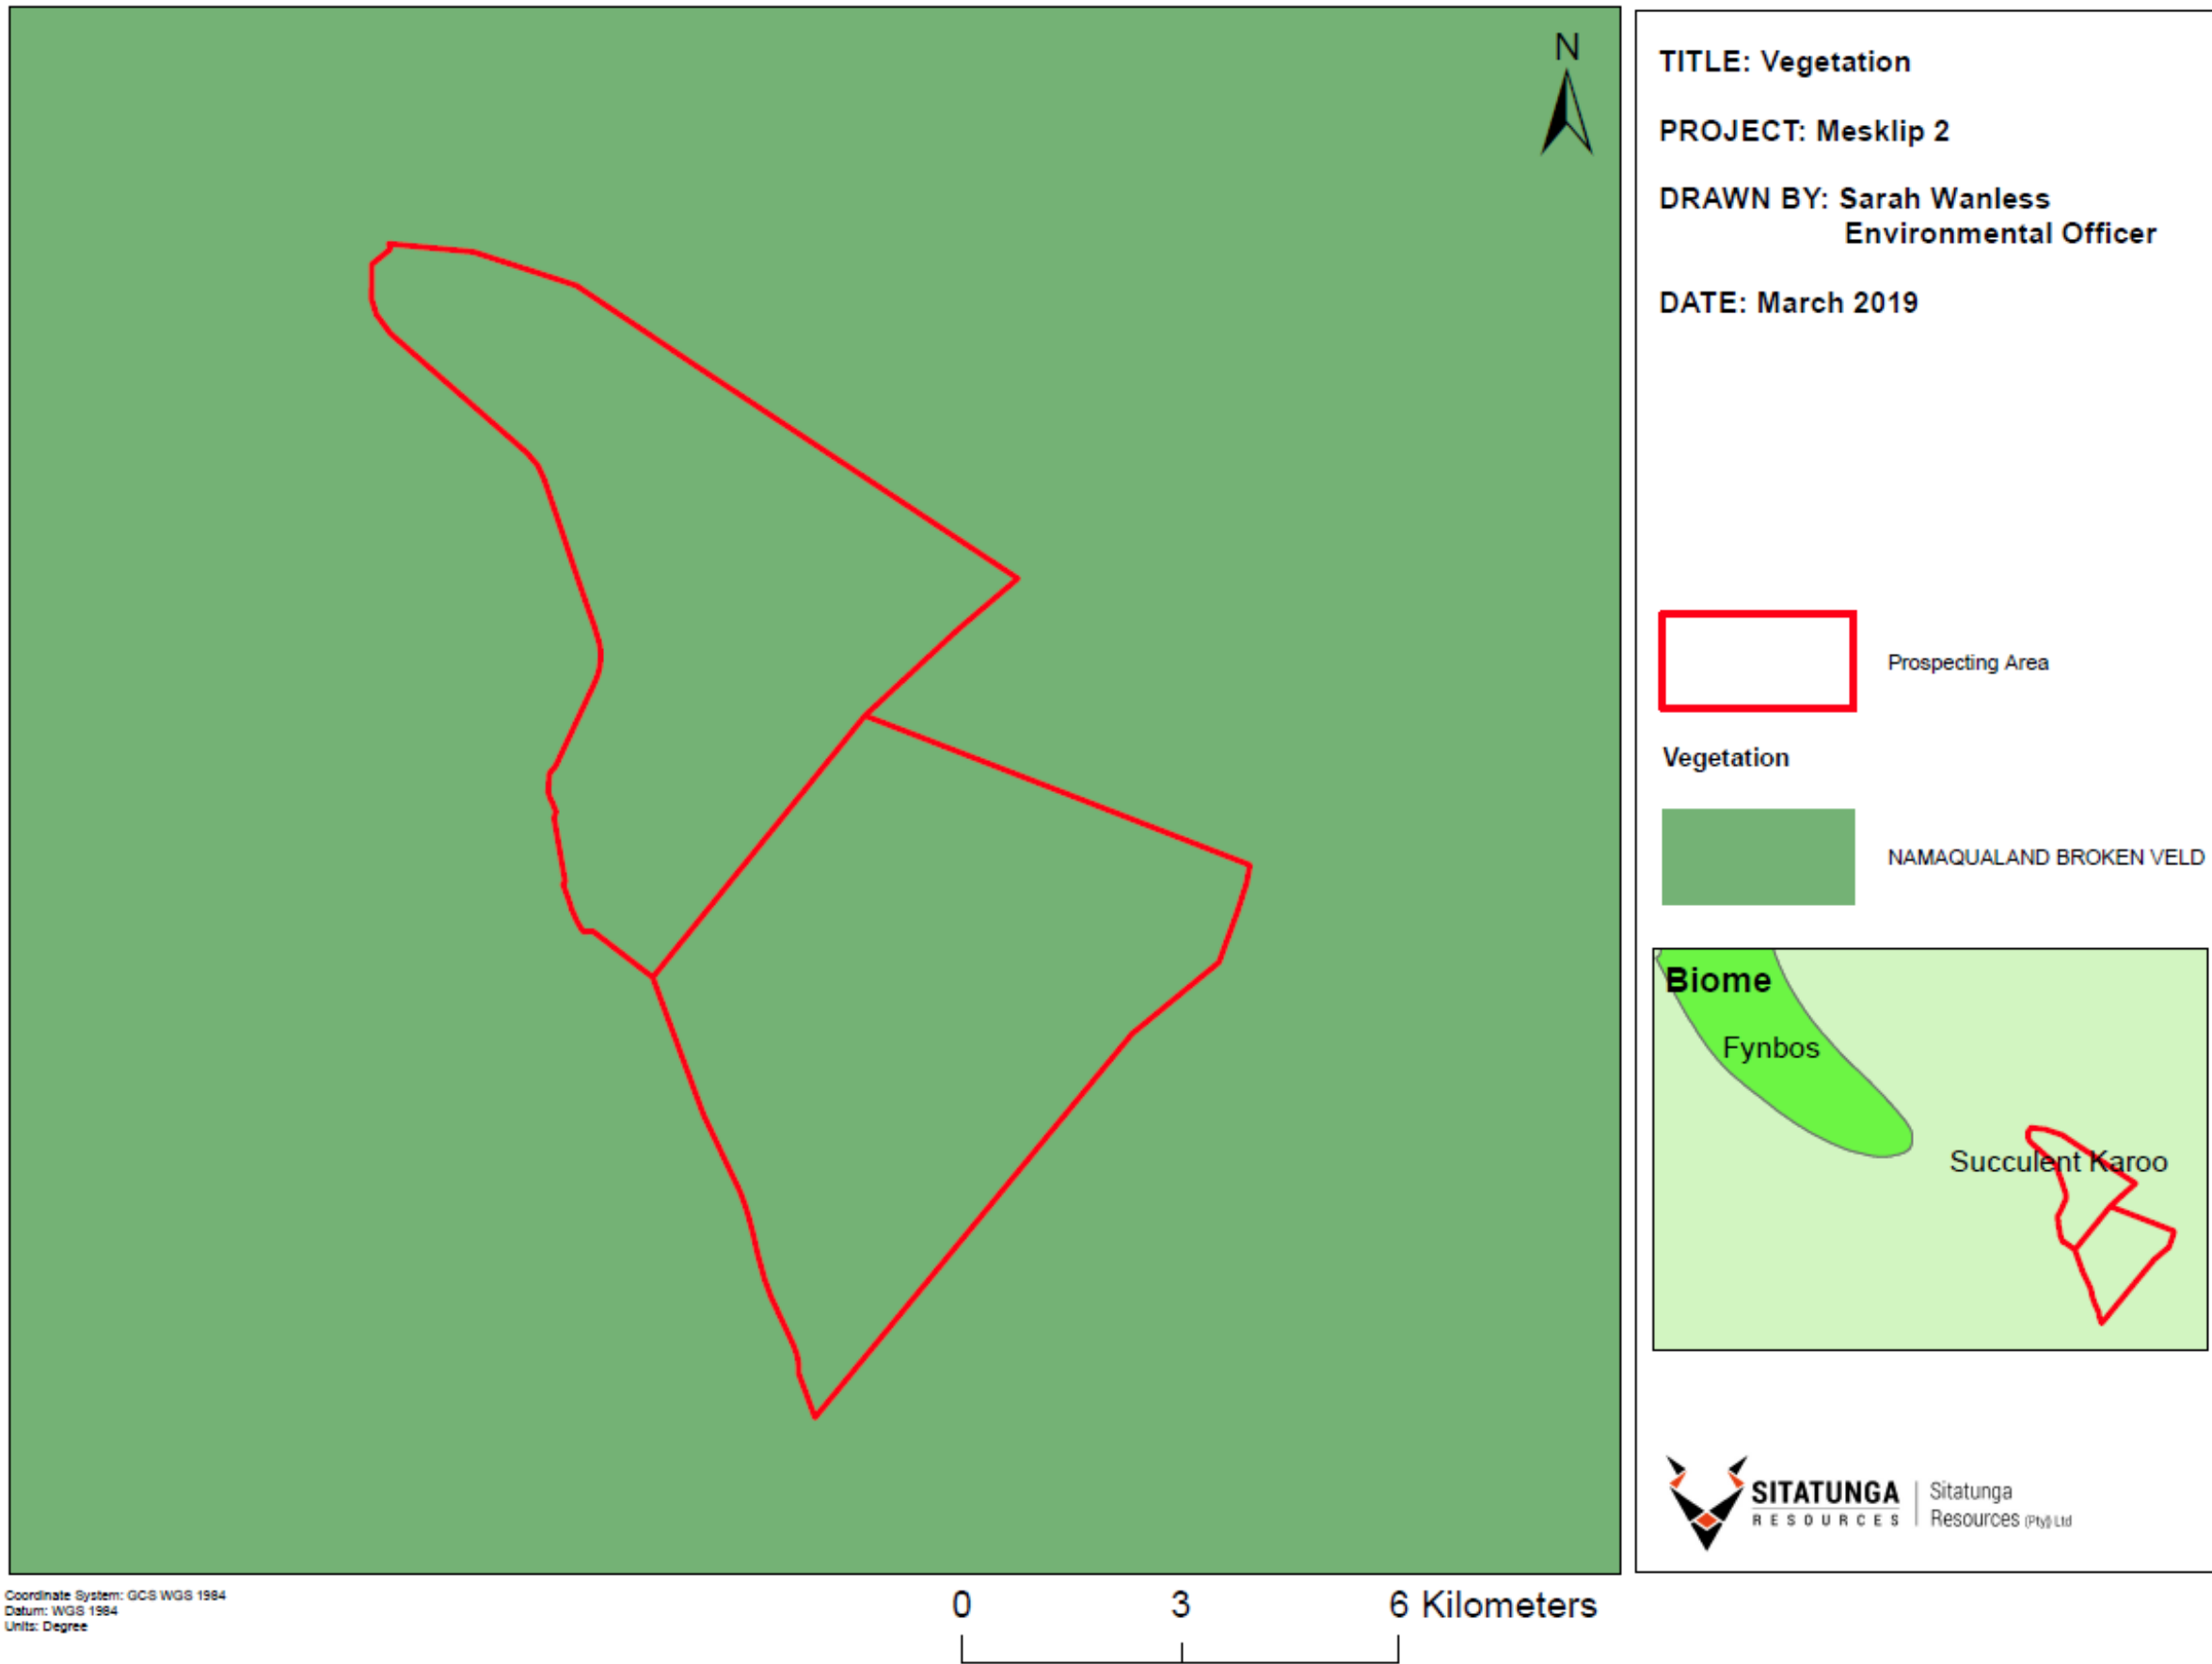 N
TITLE: Vegetation
PROJECT: Mesklip 2
DRAWN BY: Sarah Wanless
Environmental Officer
DATE: March 2019
Prospecting Area
Vegetation
NAMAQUALAND BROKEN VELD
Biome
Fynbos
Succulent Karoo
SITATUNGA
RESOURCES
Sitatunga
Resources (Pty) Ltd
Coordinate System: GCS WGS 1984
Datum: WGS 1984
Units: Degree
0 3 6 Kilometers